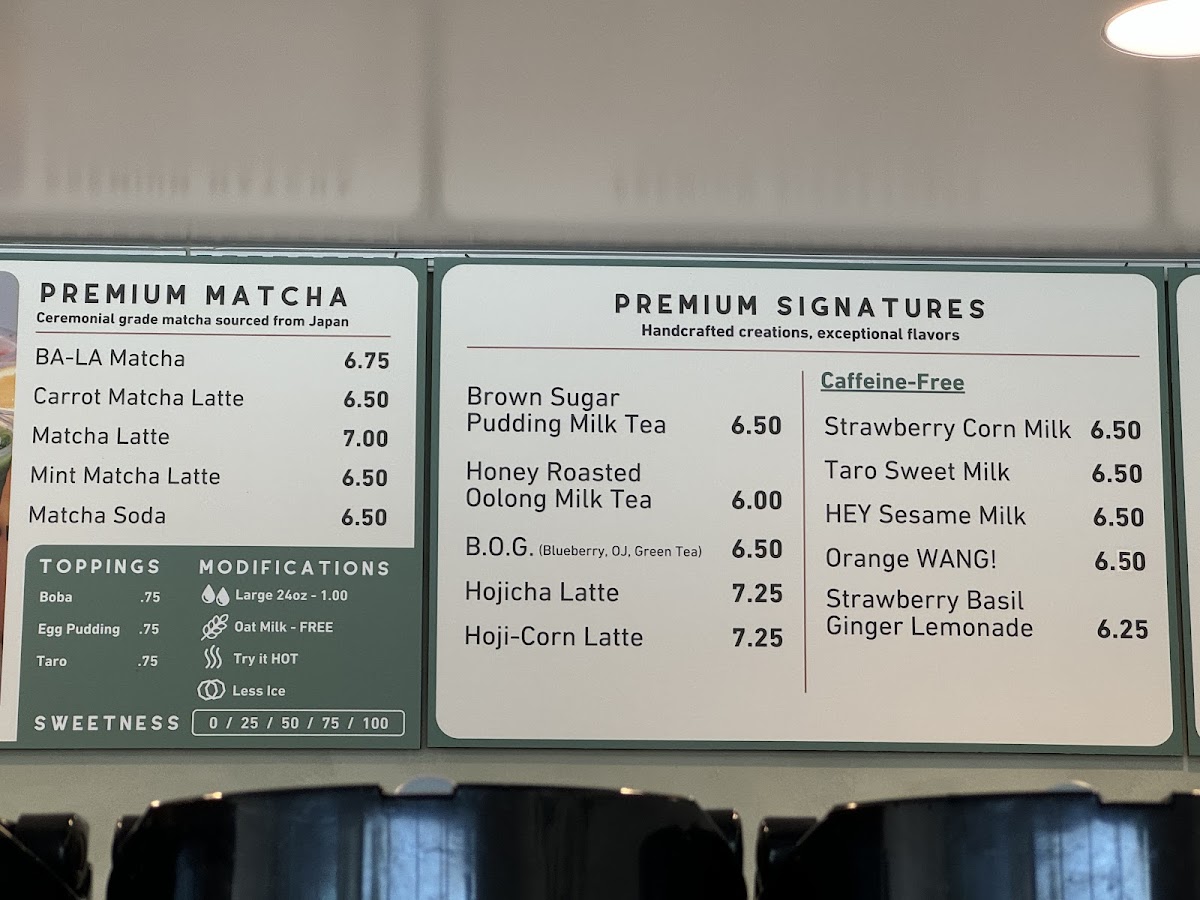 PREMIUM MATCHA
Ceremonial grade matcha sourced from Japan
BA-LA Matcha 6.75
Carrot Matcha Latte 6.50
Matcha Latte 7.00
Mint Matcha Latte 6.50
Matcha Soda 6.50
TOPPINGS
Boba .75
Egg Pudding .75
Taro .75
MODIFICATIONS
Large 24oz - 1.00
Oat Milk - FREE
Try it HOT
Less Ice
SWEETNESS 0 / 25 / 50 / 75 / 100
PREMIUM SIGNATURES
Handcrafted creations, exceptional flavors
Brown Sugar
Pudding Milk Tea 6.50
Honey Roasted
Oolong Milk Tea 6.00
B.O.G. (Blueberry, OJ, Green Tea) 6.50
Hojicha Latte 7.25
Hoji-Corn Latte 7.25
Caffeine-Free
Strawberry Corn Milk 6.50
Taro Sweet Milk 6.50
HEY Sesame Milk 6.50
Orange WANG! 6.50
Strawberry Basil
Ginger Lemonade 6.25